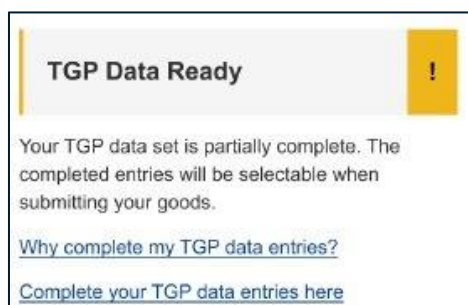 TGP Data Ready !
Your TGP data set is partially complete. The
completed entries will be selectable when
submitting your goods.
Why complete my TGP data entries?
Complete your TGP data entries here